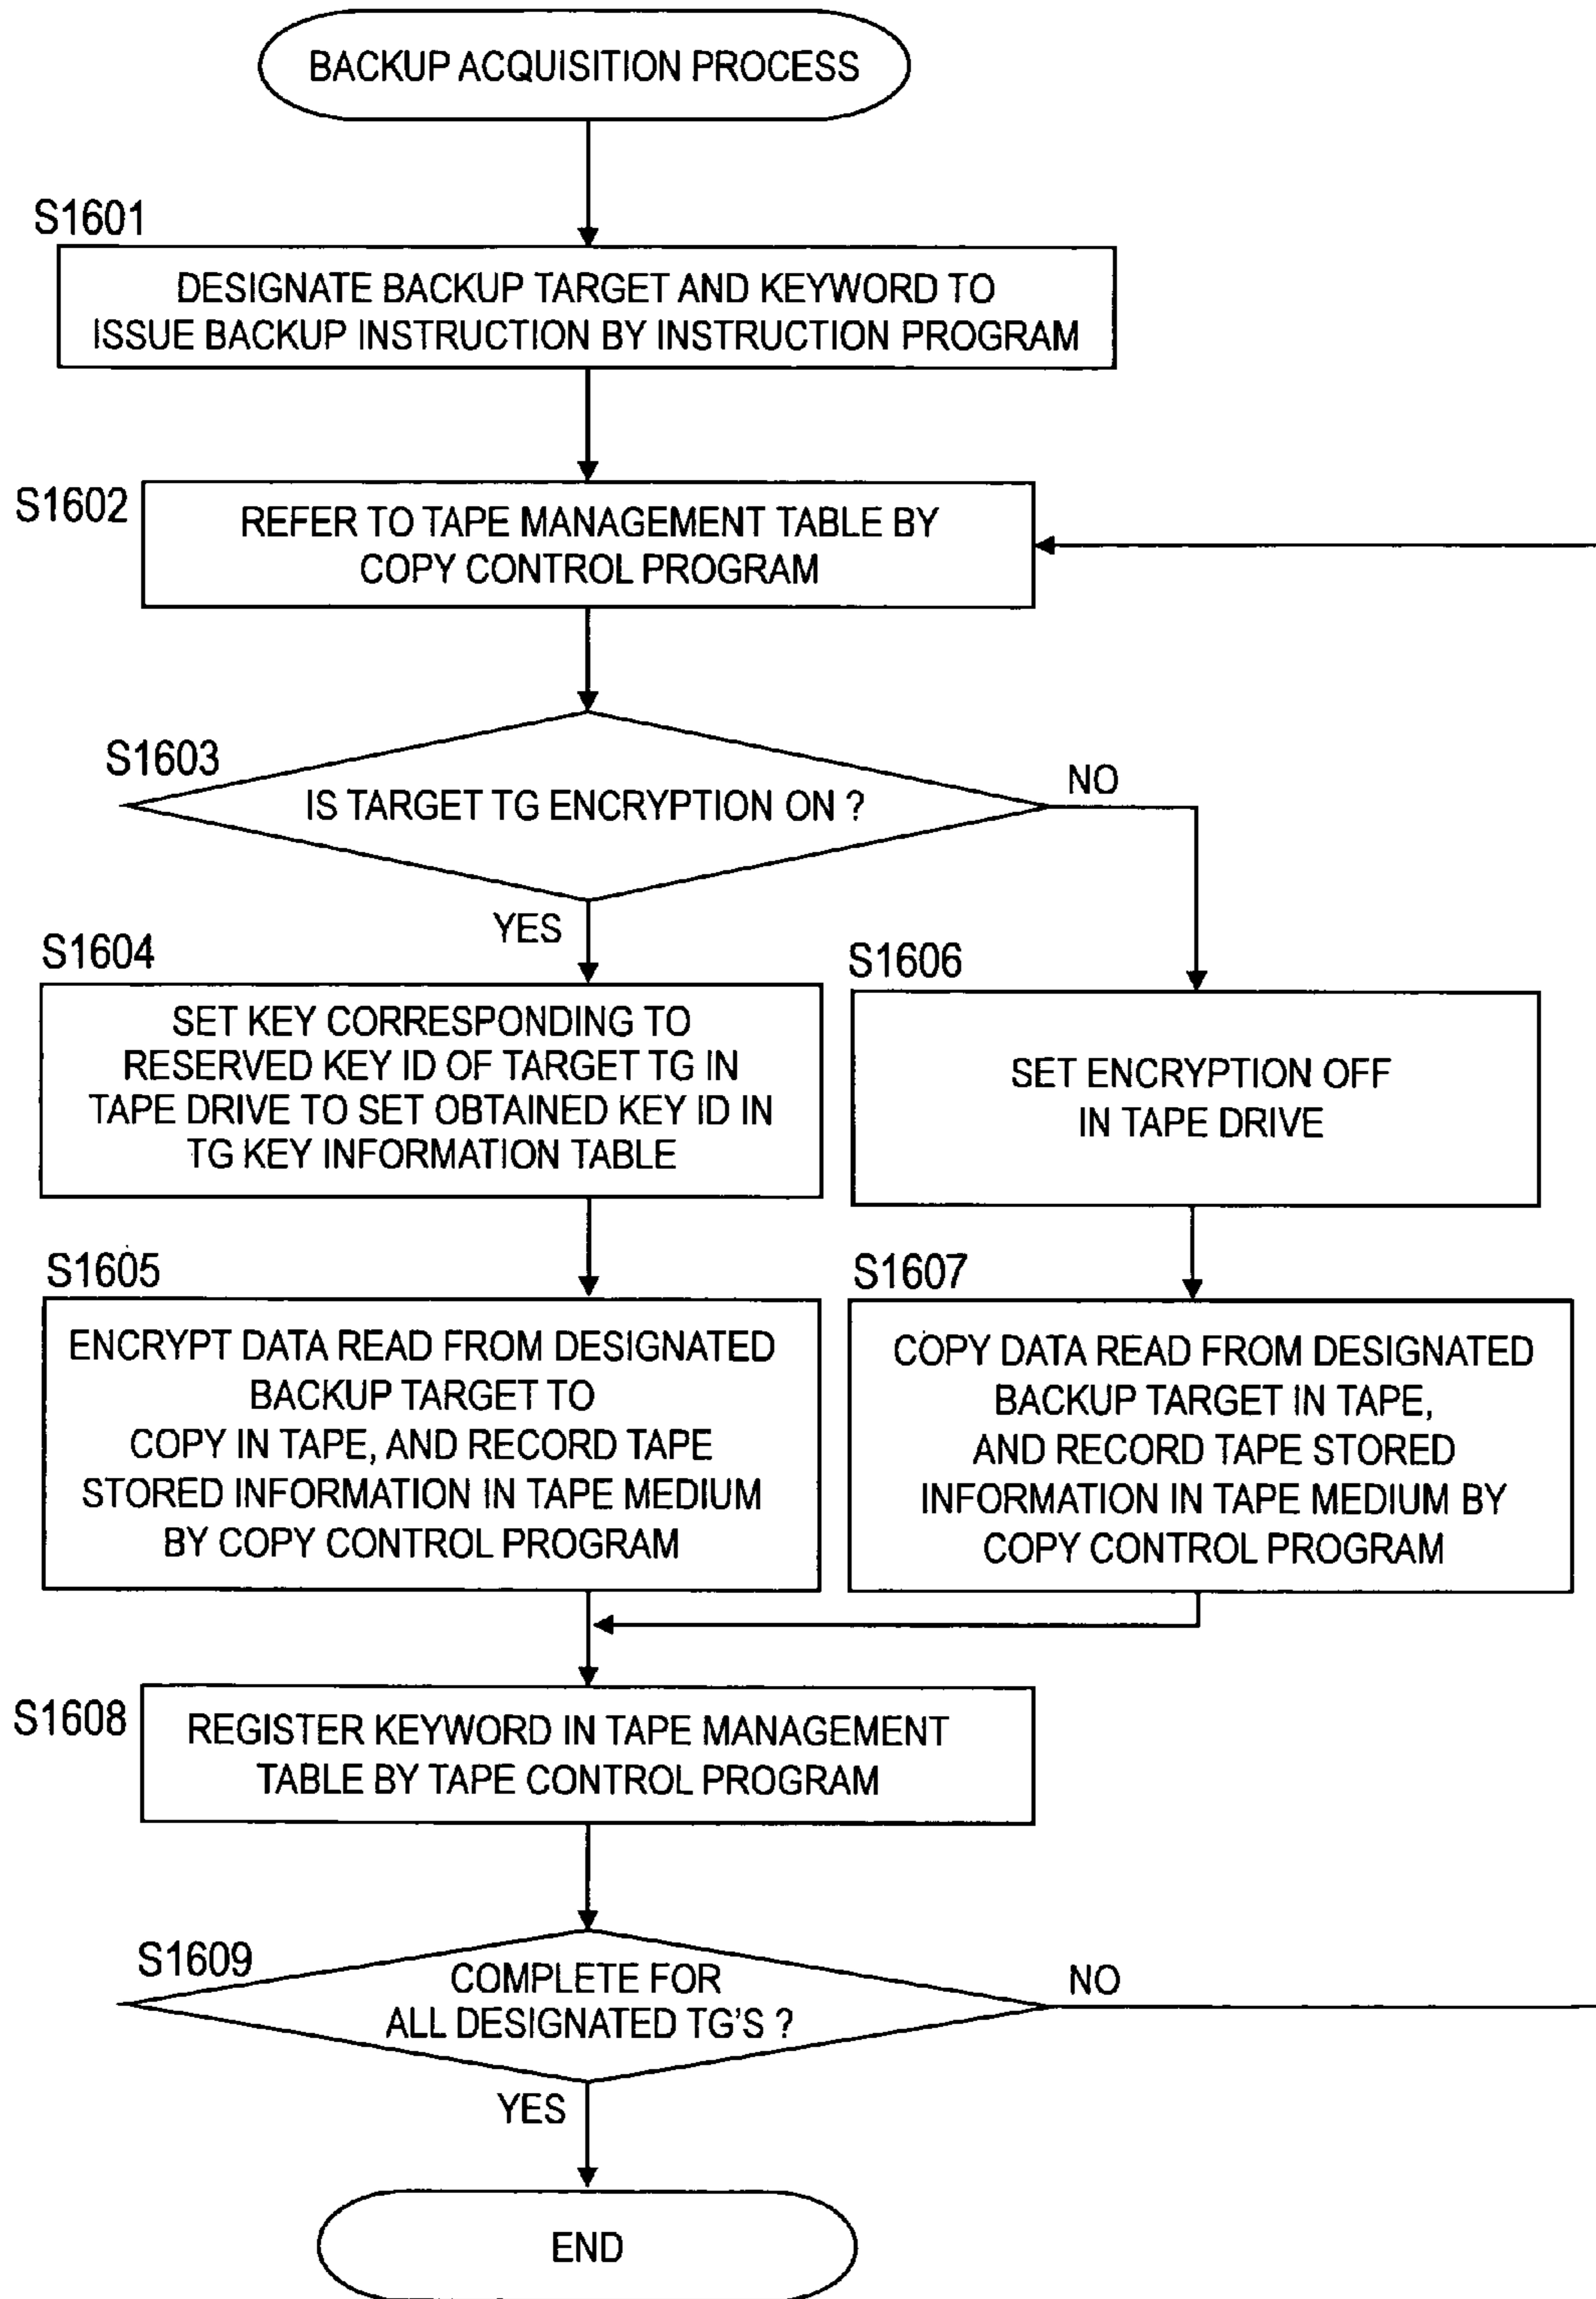 BACKUP ACQUISITION PROCESS
S1601
DESIGNATE BACKUP TARGET AND KEYWORD TO
ISSUE BACKUP INSTRUCTION BY INSTRUCTION PROGRAM
S1602
REFER TO TAPE MANAGEMENT TABLE BY
COPY CONTROL PROGRAM
S1603
IS TARGET TG ENCRYPTION ON ?
NO
YES
S1604
SET KEY CORRESPONDING TO
RESERVED KEY ID OF TARGET TG IN
TAPE DRIVE TO SET OBTAINED KEY ID IN
TG KEY INFORMATION TABLE
S1606
SET ENCRYPTION OFF
IN TAPE DRIVE
S1605
ENCRYPT DATA READ FROM DESIGNATED
BACKUP TARGET TO
COPY IN TAPE, AND RECORD TAPE
STORED INFORMATION IN TAPE MEDIUM
BY COPY CONTROL PROGRAM
S1607
COPY DATA READ FROM DESIGNATED
BACKUP TARGET IN TAPE,
AND RECORD TAPE STORED
INFORMATION IN TAPE MEDIUM BY
COPY CONTROL PROGRAM
S1608
REGISTER KEYWORD IN TAPE MANAGEMENT
TABLE BY TAPE CONTROL PROGRAM
S1609
COMPLETE FOR
ALL DESIGNATED TG'S ?
NO
YES
END